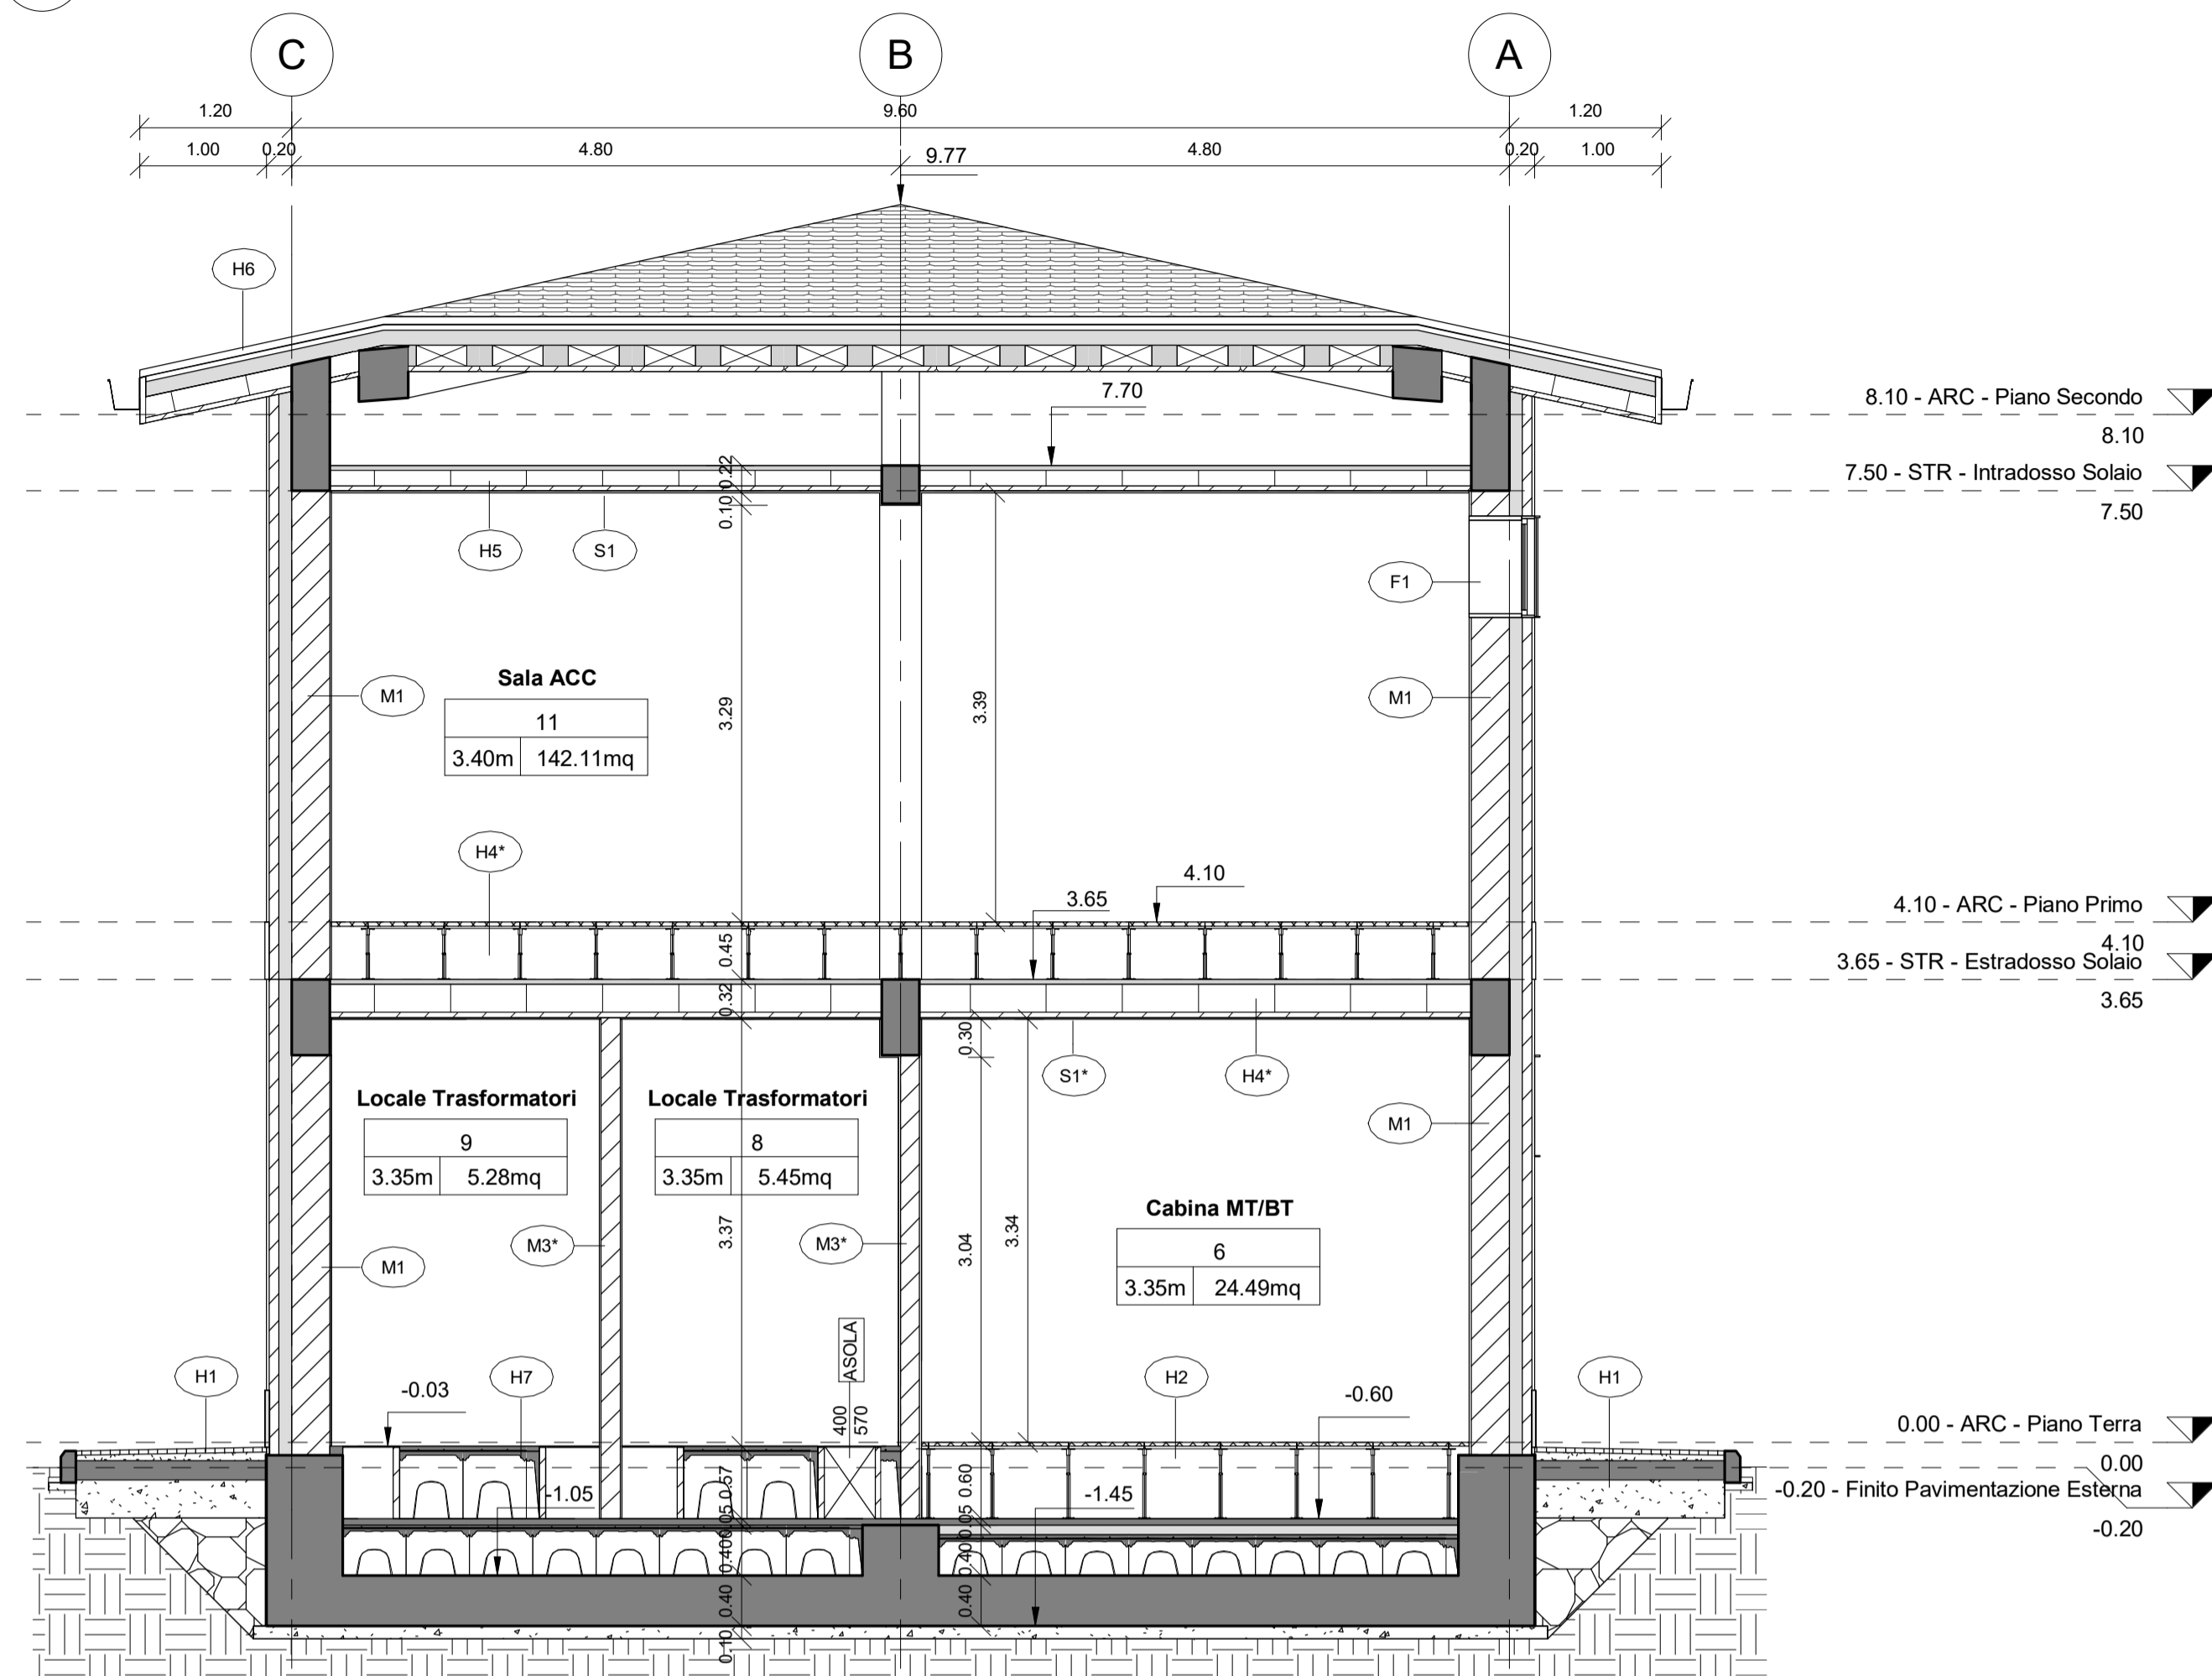 C
B
A
1.20
9.60
1.20
1.00
0.20
4.80
9.77
4.80
0.20
1.00
H6
7.70
8.10 - ARC - Piano Secondo
8.10
7.50 - STR - Intradosso Solaio
7.50
0.22
0.10
H5
S1
F1
Sala ACC
11
3.40m
142.11mq
M1
3.29
3.39
M1
H4*
4.10
3.65
4.10 - ARC - Piano Primo
4.10
3.65 - STR - Estradosso Solaio
3.65
0.45
0.32
0.30
S1*
H4*
Locale Trasformatori
9
3.35m
5.28mq
Locale Trasformatori
8
3.35m
5.45mq
M1
Cabina MT/BT
6
3.35m
24.49mq
M3*
3.37
M3*
3.04
3.34
M1
ASOLA
400
570
H1
-0.03
H7
H2
-0.60
H1
0.00 - ARC - Piano Terra
0.00
-0.20 - Finito Pavimentazione Esterna
-0.20
-1.05
0.57
0.05
0.40
0.40
0.10
0.60
0.05
0.40
0.40
-1.45